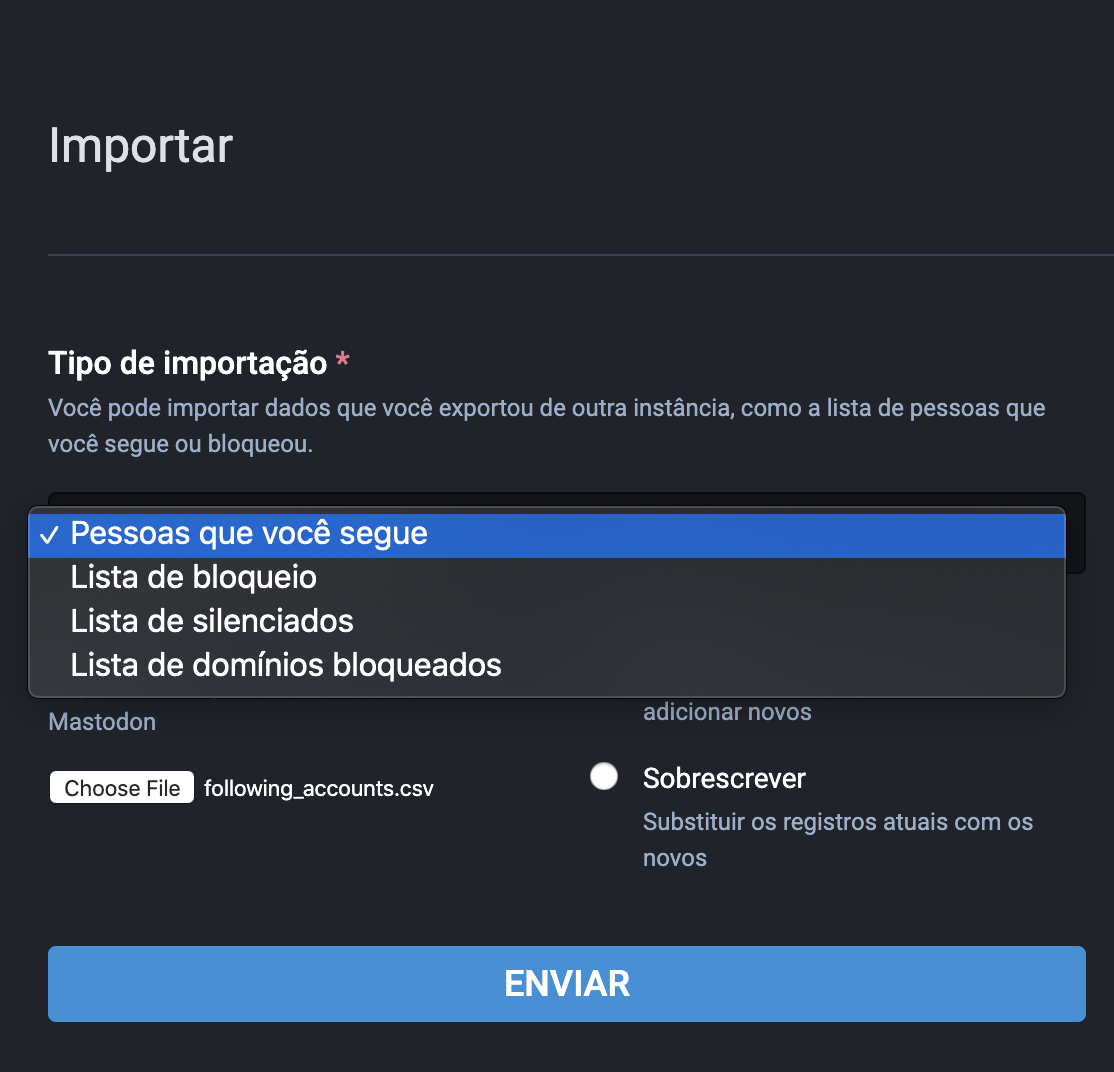 Importar
Tipo de importação *
Você pode importar dados que você exportou de outra instância, como a lista de pessoas que
você segue ou bloqueou.
✓ Pessoas que você segue
Lista de bloqueio
Lista de silenciados
Lista de domínios bloqueados
Mastodon
adicionar novos
Choose File following_accounts.csv
Sobrescrever
Substituir os registros atuais com os
novos
ENVIAR